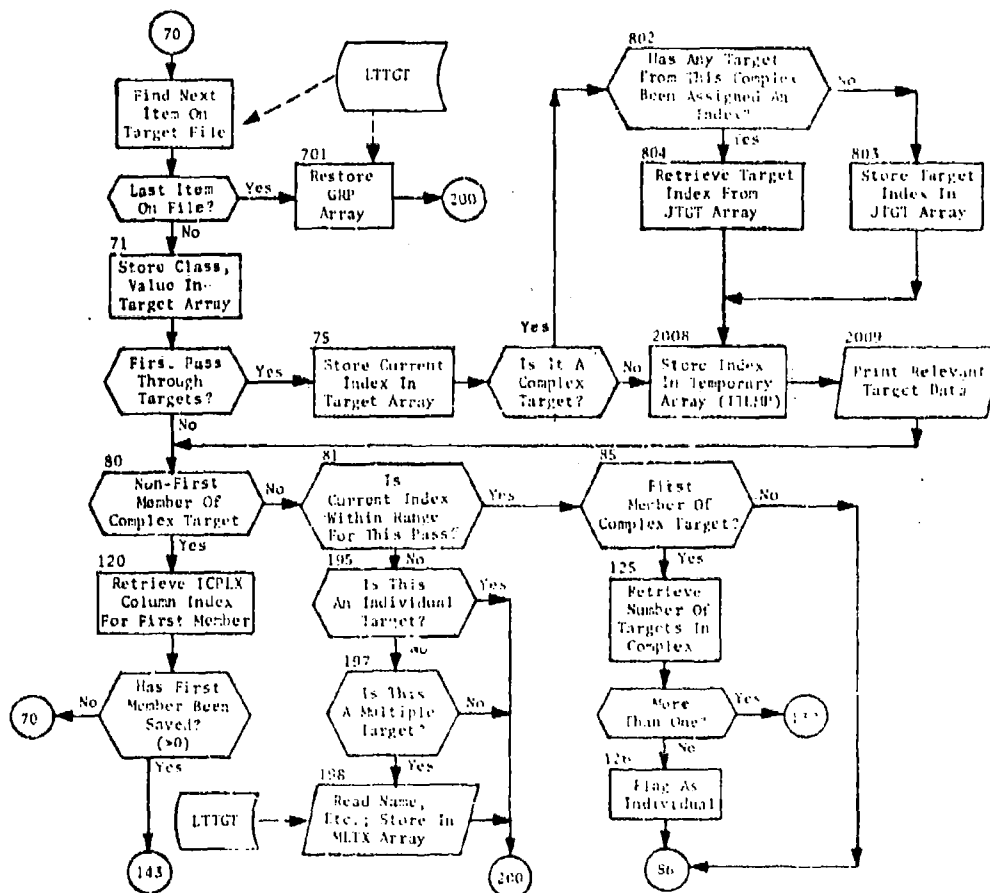 70
Find Next
Item On
Target File
LTTGT
Last Item
On File?
Yes
No
701
Restore
GRP
Array
200
802
Has Any Target
From This Complex
Been Assigned An
Index?
No
Yes
804
Retrieve Target
Index From
JTGT Array
803
Store Target
Index In
JTGT Array
71
Store Class,
Value In
Target Array
First Pass
Through
Targets?
Yes
No
75
Store Current
Index In
Target Array
Is It A
Complex
Target?
Yes
No
2008
Store Index
In Temporary
Array
2009
Print Relevant
Target Data
80
Non-First
Member Of
Complex Target
No
Yes
81
Is
Current Index
Within Range
For This Pass?
Yes
No
85
First
Member Of
Complex Target?
No
Yes
120
Retrieve ICPLX
Column Index
For First Member
195
Is This
An Individual
Target?
Yes
No
125
Retrieve
Number Of
Targets In
Complex
Has First
Member Been
Saved?
(>0)
No
70
Yes
143
197
Is This
A Multiple
Target?
No
Yes
More
Than One?
Yes
No
126
Flag As
Individual
86
LTTGT
198
Read Name,
Etc.; Store In
MLTX Array
200